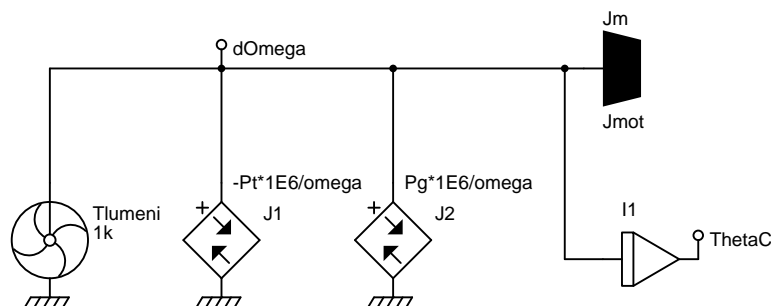 Jm
dOmega
Jmot
-Pt*1E6/omega
Pg*1E6/omega
Tlumeni
1k
+
J1
+
J2
I1
ThetaC